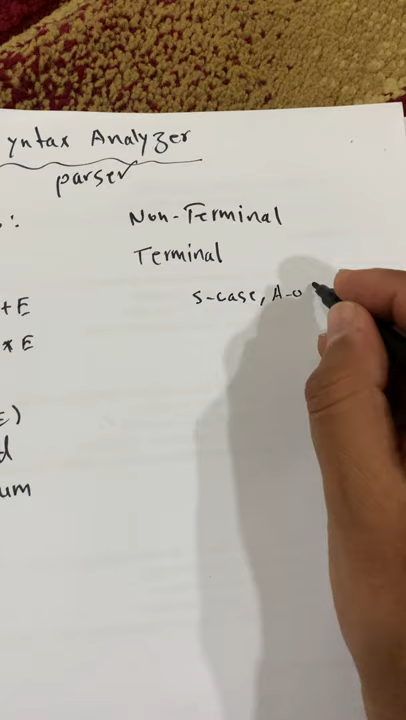 yntax Analyzer
parser
:
Non-Terminal
Terminal
+E
s-case, A-o
* E
E)
d
um